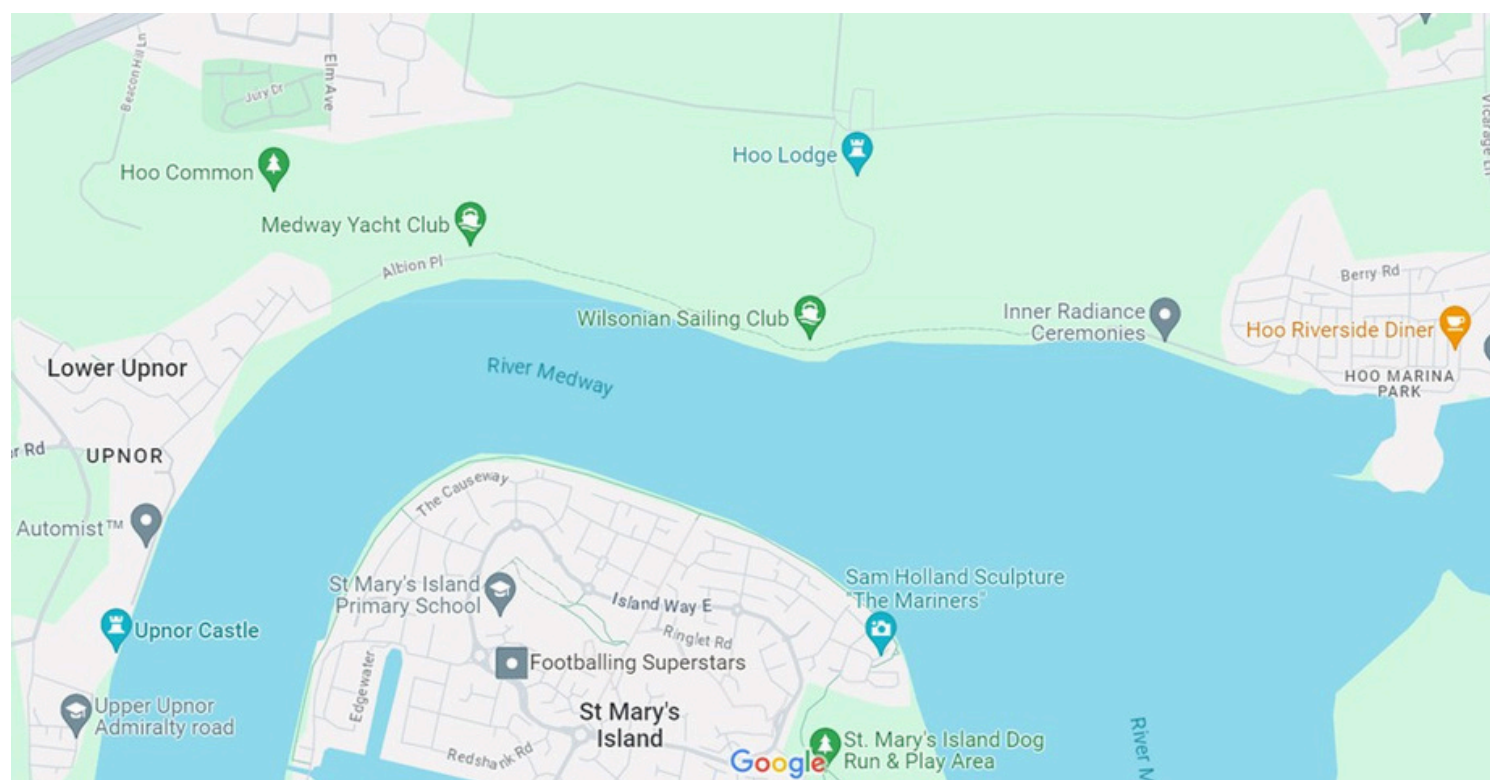 Beacon Hill Ln
Elm Ave
Jury Dr
Vicarage Ln
Hoo Common
Hoo Lodge
Medway Yacht Club
Albion Pl
Berry Rd
Wilsonian Sailing Club
Inner Radiance
Ceremonies
Hoo Riverside Diner
Lower Upnor
River Medway
HOO MARINA
PARK
or Rd
UPNOR
The Causeway
Automist™
St Mary's Island
Primary School
Sam Holland Sculpture
"The Mariners"
Island Way E
Ringlet Rd
Upnor Castle
Footballing Superstars
Edgewater
Upper Upnor
Admiralty road
St Mary's
Island
River M
Redshank Rd
Google
St. Mary's Island Dog
Run & Play Area